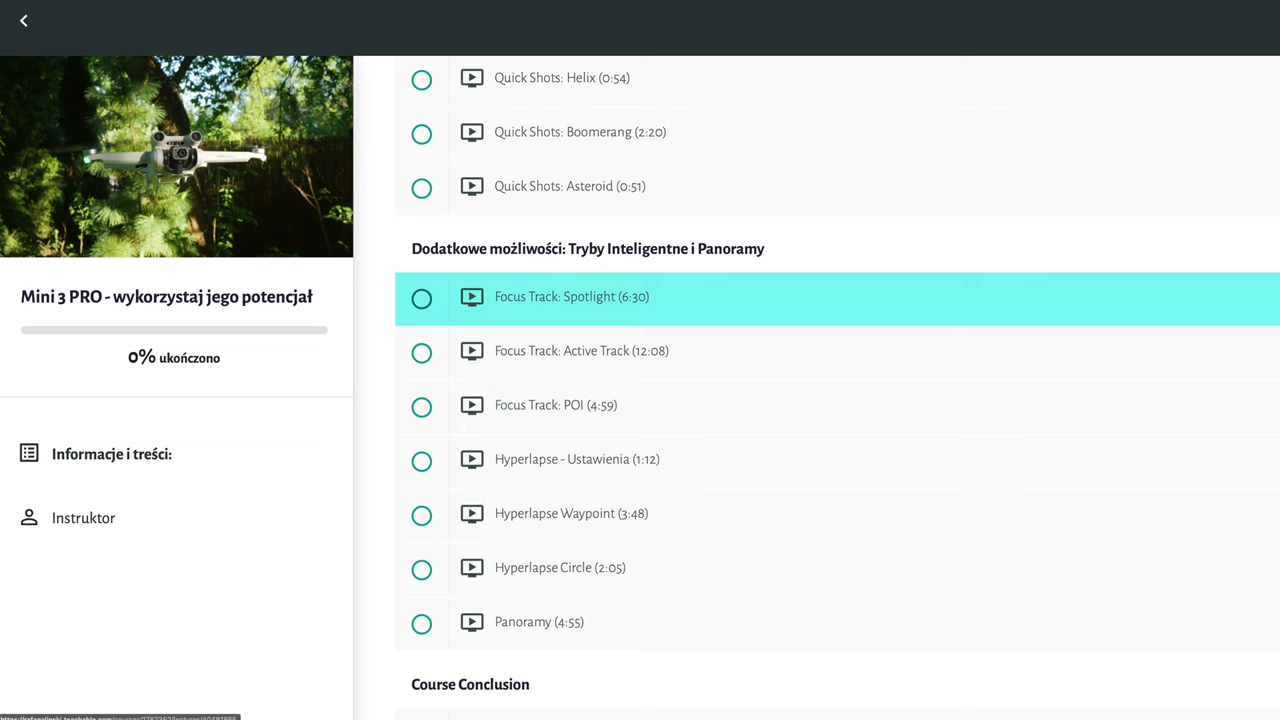 Quick Shots: Helix (0:54)
Quick Shots: Boomerang (2:20)
Quick Shots: Asteroid (0:51)
Dodatkowe możliwości: Tryby Inteligentne i Panoramy
Focus Track: Spotlight (6:30)
Focus Track: Active Track (12:08)
Focus Track: POI (4:59)
Hyperlapse - Ustawienia (1:12)
Hyperlapse Waypoint (3:48)
Hyperlapse Circle (2:05)
Panoramy (4:55)
Course Conclusion
Mini 3 PRO - wykorzystaj jego potencjał
0% ukończono
Informacje i treści:
Instruktor